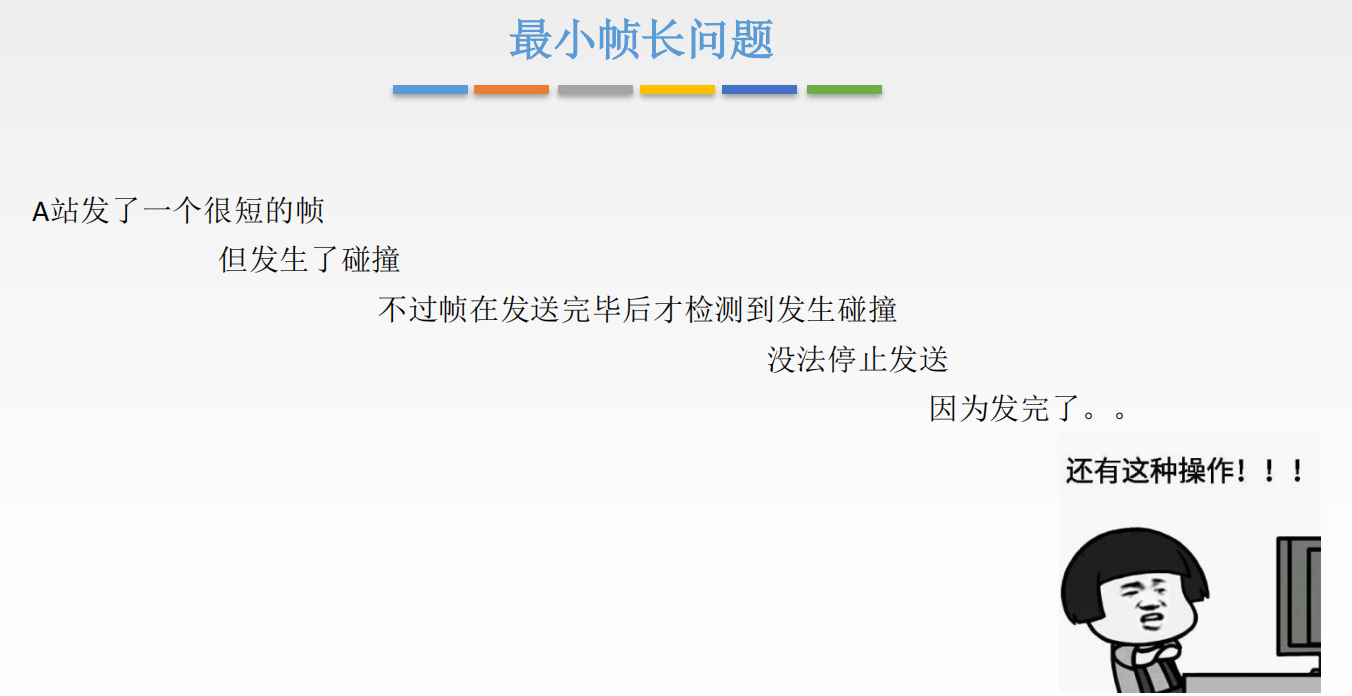 最小帧长问题
A站发了一个很短的帧
但发生了碰撞
不过帧在发送完毕后才检测到发生碰撞
没法停止发送
因为发完了。。
还有这种操作！！！